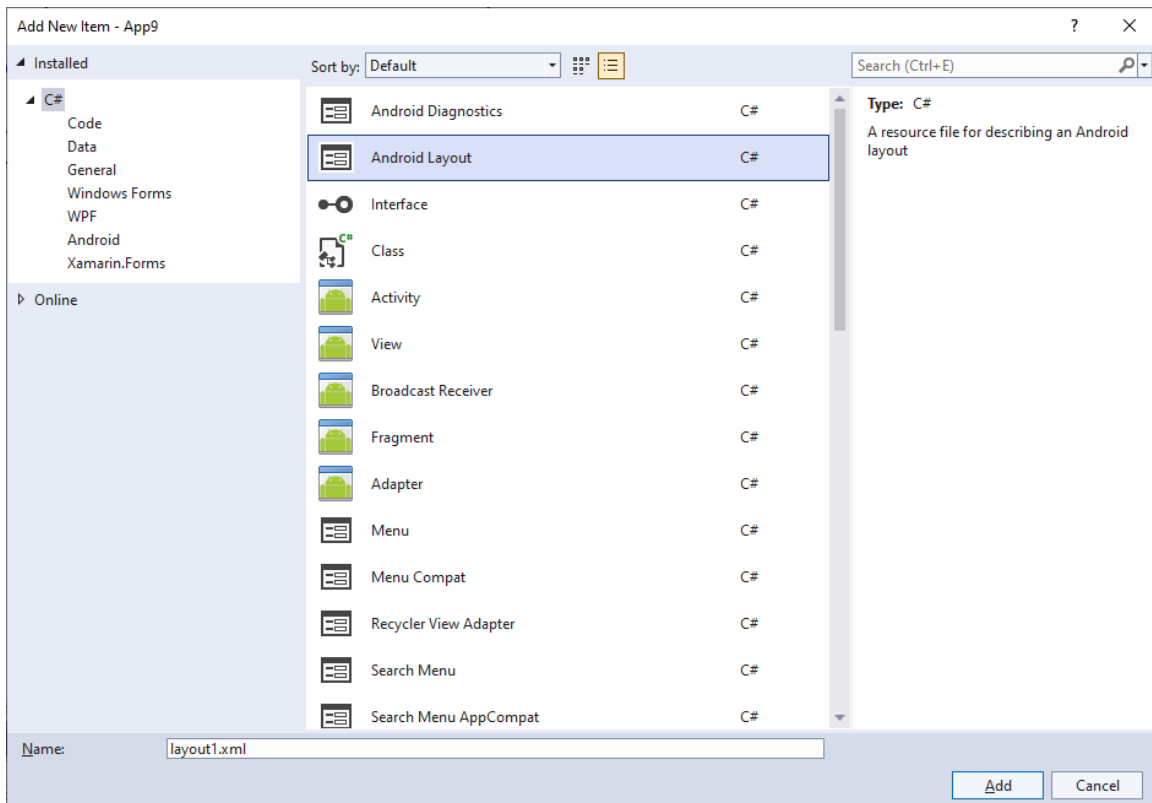 Add New Item - App9
? ×
Installed
C#
Code
Data
General
Windows Forms
WPF
Android
Xamarin.Forms
Online
Sort by: Default
Search (Ctrl+E)
Android Diagnostics C#
Android Layout C#
Interface C#
C# Class C#
Activity C#
View C#
Broadcast Receiver C#
Fragment C#
Adapter C#
Menu C#
Menu Compat C#
Recycler View Adapter C#
Search Menu C#
Search Menu AppCompat C#
Type: C#
A resource file for describing an Android
layout
Name: layout1.xml
Add Cancel